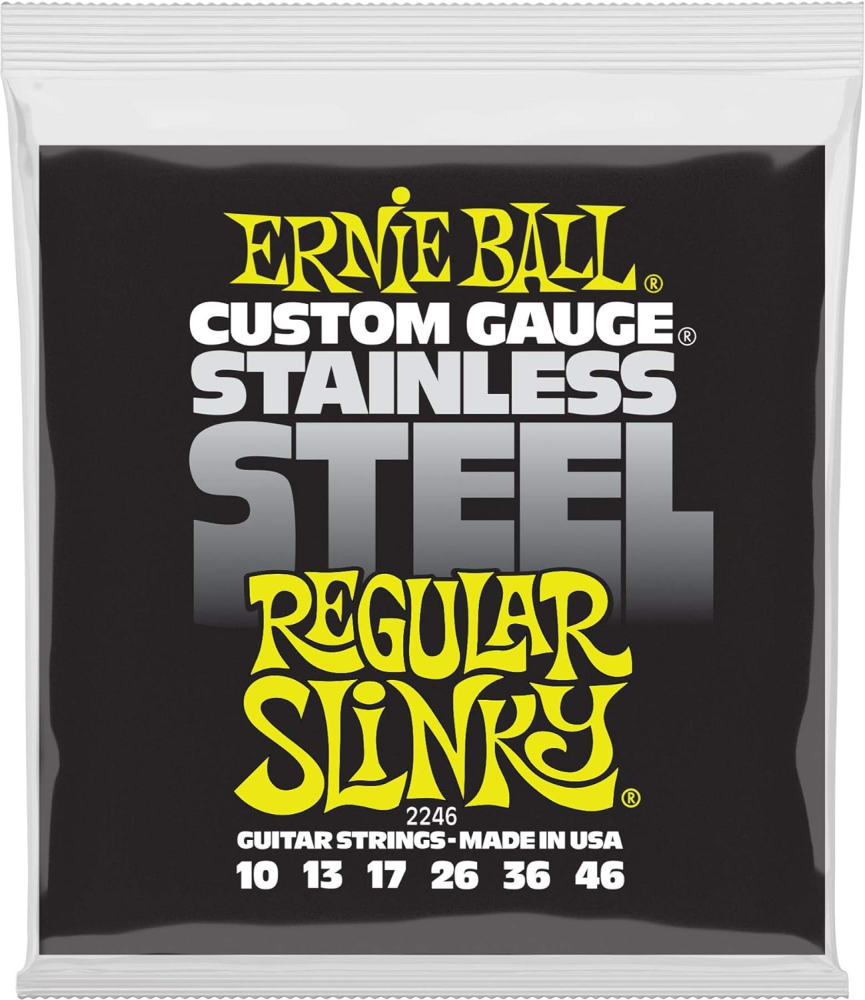 ERNiE BALL®
CUSTOM GAUGE®
STAINLESS
STEEL
REGULAR
SLiNKY®
2246
GUITAR STRINGS-MADE IN USA
10 13 17 26 36 46